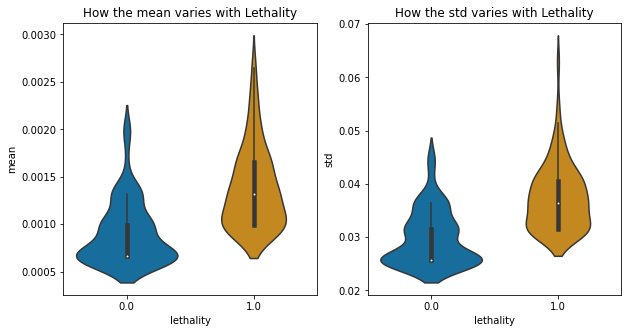 How the mean varies with Lethality
0.0030
0.0025
0.0020
0.0015
0.0010
0.0005
mean
0.0
1.0
lethality
How the std varies with Lethality
0.07
0.06
0.05
0.04
0.03
0.02
std
0.0
1.0
lethality